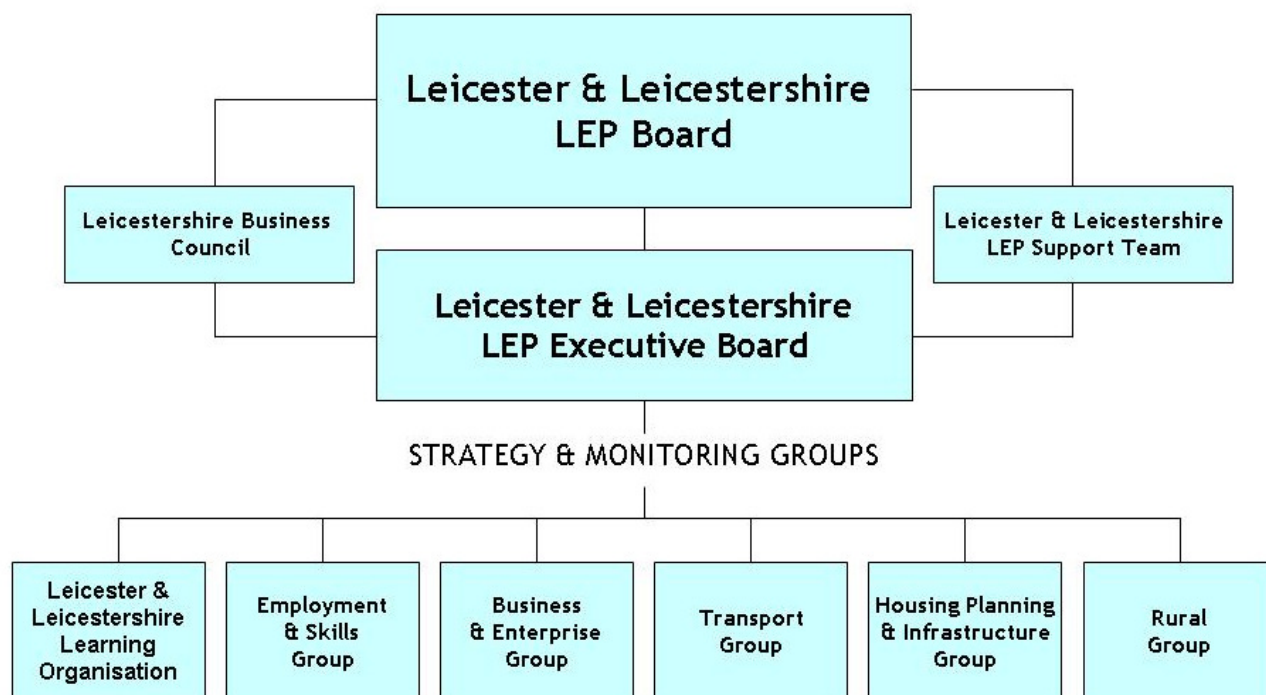 Leicester & Leicestershire
LEP Board
Leicestershire Business
Council
Leicester & Leicestershire
LEP Support Team
Leicester & Leicestershire
LEP Executive Board
STRATEGY & MONITORING GROUPS
Leicester &
Leicestershire
Learning
Organisation
Employment
& Skills
Group
Business
& Enterprise
Group
Transport
Group
Housing Planning
& Infrastructure
Group
Rural
Group